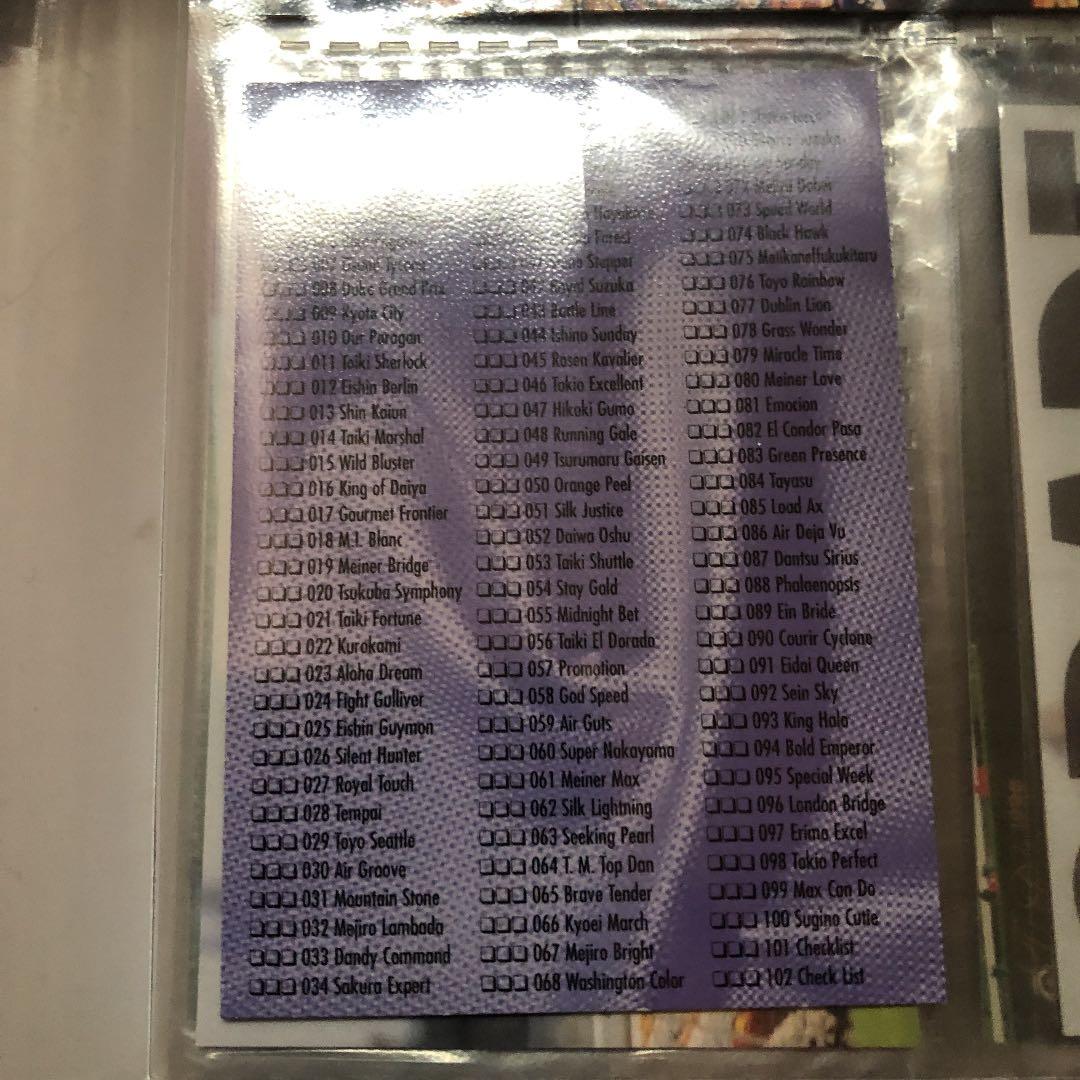 008 Duke Grand Prix
009 Kyoto City
010 Our Paragon
011 Taiki Sherlock
012 Eishin Berlin
013 Shin Kaiun
014 Taiki Marshal
015 Wild Bluster
016 King of Daiya
017 Gourmet Frontier
018 M.I. Blanc
019 Meiner Bridge
020 Tsukuba Symphony
021 Taiki Fortune
022 Kurokami
023 Aloha Dream
024 Fight Gulliver
025 Eishin Guymon
026 Silent Hunter
027 Royal Touch
028 Tempai
029 Toyo Seattle
030 Air Groove
031 Mountain Stone
032 Mejiro Lambada
033 Dandy Command
034 Sakura Expert
Forest
Stepper
Suzuka
043 Battle Line
044 Ishino Sunday
045 Rosen Kavalier
046 Tokio Excellent
047 Hikoki Gumo
048 Running Gale
049 Tsurumaru Gaisen
050 Orange Peel
051 Silk Justice
052 Daiwa Oshu
053 Taiki Shuttle
054 Stay Gold
055 Midnight Bet
056 Taiki El Dorado
057 Promotion
058 God Speed
059 Air Guts
060 Super Nakayama
061 Meiner Max
062 Silk Lightning
063 Seeking Pearl
064 T. M. Top Dan
065 Brave Tender
066 Kyoei March
067 Mejiro Bright
068 Washington Color
Mejiro Dober
073 Speed World
074 Black Hawk
075 Matikanelfukukitaru
076 Toyo Rainbow
077 Dublin Lion
078 Grass Wonder
079 Miracle Time
080 Meiner Love
081 Emocion
082 El Condor Pasa
083 Green Presence
084 Tayasu
085 Load Ax
086 Air Deja Vu
087 Dantsu Sirius
088 Phalaenopsis
089 Ein Bride
090 Courir Cyclone
091 Eidai Queen
092 Sein Sky
093 King Halo
094 Bold Emperor
095 Special Week
096 London Bridge
097 Erimo Excel
098 Tokio Perfect
099 Max Can Do
100 Sugino Cutie
101 Checklist
102 Check List